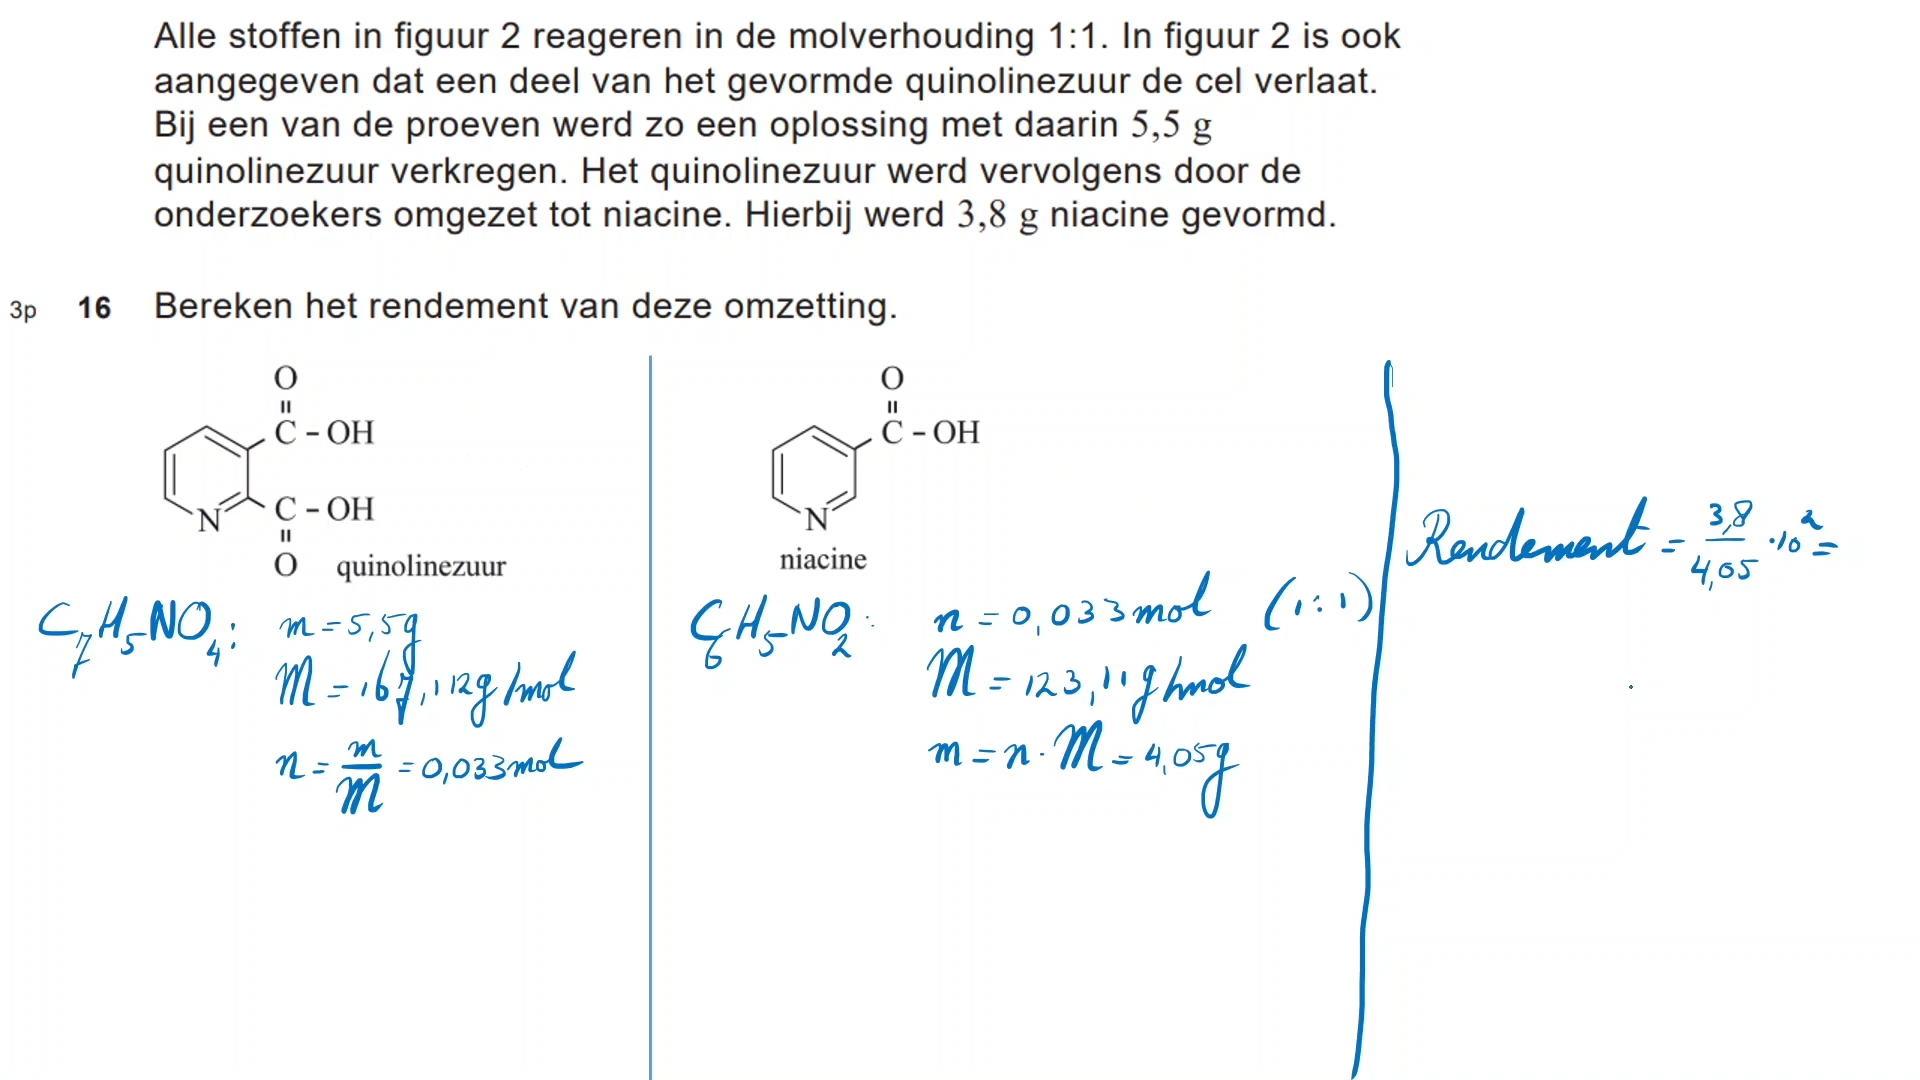 Alle stoffen in figuur 2 reageren in de molverhouding 1:1. In figuur 2 is ook
aangegeven dat een deel van het gevormde quinolinezuur de cel verlaat.
Bij een van de proeven werd zo een oplossing met daarin 5,5 g
quinolinezuur verkregen. Het quinolinezuur werd vervolgens door de
onderzoekers omgezet tot niacine. Hierbij werd 3,8 g niacine gevormd.
3p 16 Bereken het rendement van deze omzetting.
O
=
C - OH
N
C - OH
=
O quinolinezuur
C₇H₅NO₄:
m = 5,5g
M = 167,112g/mol
n = m/M = 0,033mol
O
=
C - OH
N
niacine
C₆H₅NO₂:
n = 0,033mol (1:1)
M = 123,11g/mol
m = n · M = 4,05g
Rendement = 3,8/4,05 · 10² =